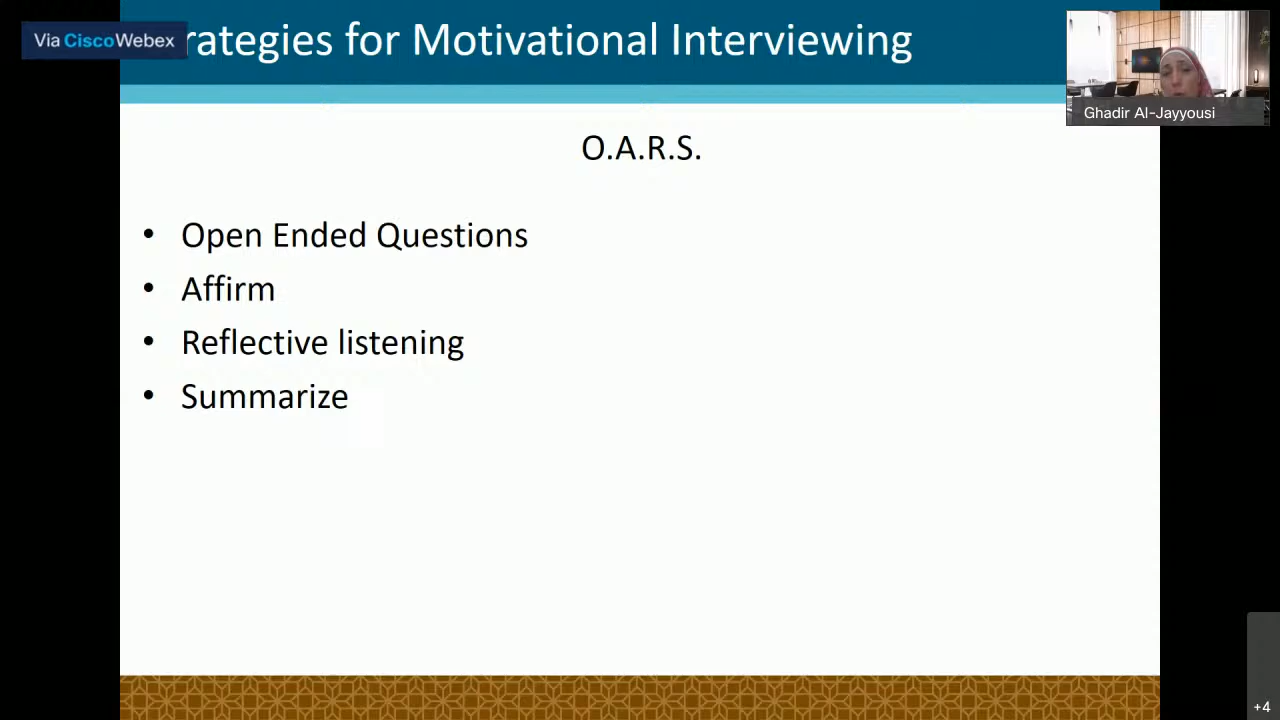 Via CiscoWebex
rategies for Motivational Interviewing
Ghadir Al-Jayyousi
O.A.R.S.
• Open Ended Questions
• Affirm
• Reflective listening
• Summarize
+4